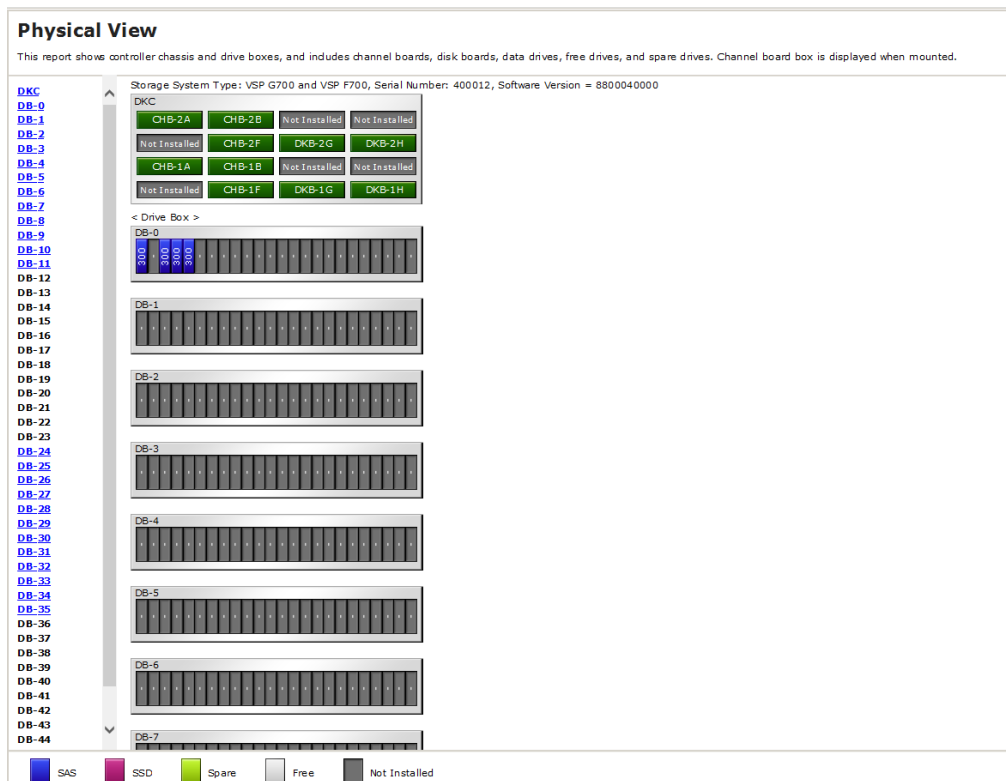 Physical View
This report shows controller chassis and drive boxes, and includes channel boards, disk boards, data drives, free drives, and spare drives. Channel board box is displayed when mounted.
DKC
DB-0
DB-1
DB-2
DB-3
DB-4
DB-5
DB-6
DB-7
DB-8
DB-9
DB-10
DB-11
DB-12
DB-13
DB-14
DB-15
DB-16
DB-17
DB-18
DB-19
DB-20
DB-21
DB-22
DB-23
DB-24
DB-25
DB-26
DB-27
DB-28
DB-29
DB-30
DB-31
DB-32
DB-33
DB-34
DB-35
DB-36
DB-37
DB-38
DB-39
DB-40
DB-41
DB-42
DB-43
DB-44
Storage System Type: VSP G700 and VSP F700, Serial Number: 400012, Software Version = 8800040000
DKC
CHB-2A CHB-2B Not Installed Not Installed
Not Installed CHB-2F DKB-2G DKB-2H
CHB-1A CHB-1B Not Installed Not Installed
Not Installed CHB-1F DKB-1G DKB-1H
< Drive Box >
DB-0
300 300 300 300
DB-1
DB-2
DB-3
DB-4
DB-5
DB-6
DB-7
SAS SSD Spare Free Not Installed